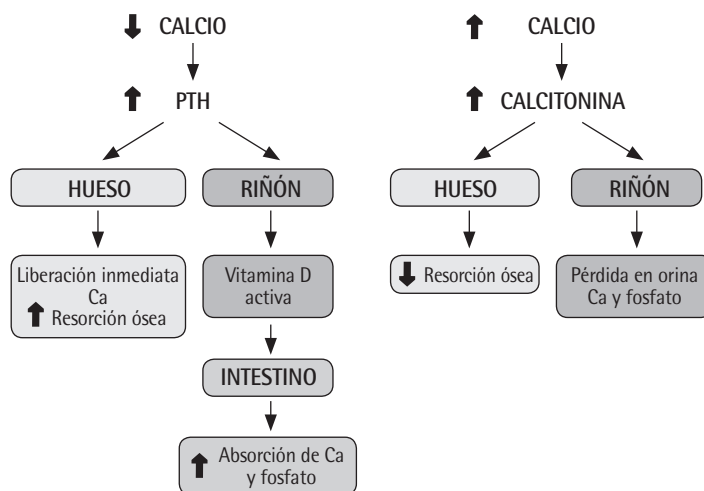 CALCIO
PTH
HUESO
RIÑÓN
Liberación inmediata
Ca
Resorción ósea
Vitamina D
activa
INTESTINO
Absorción de Ca
y fosfato
CALCIO
CALCITONINA
HUESO
RIÑÓN
Resorción ósea
Pérdida en orina
Ca y fosfato